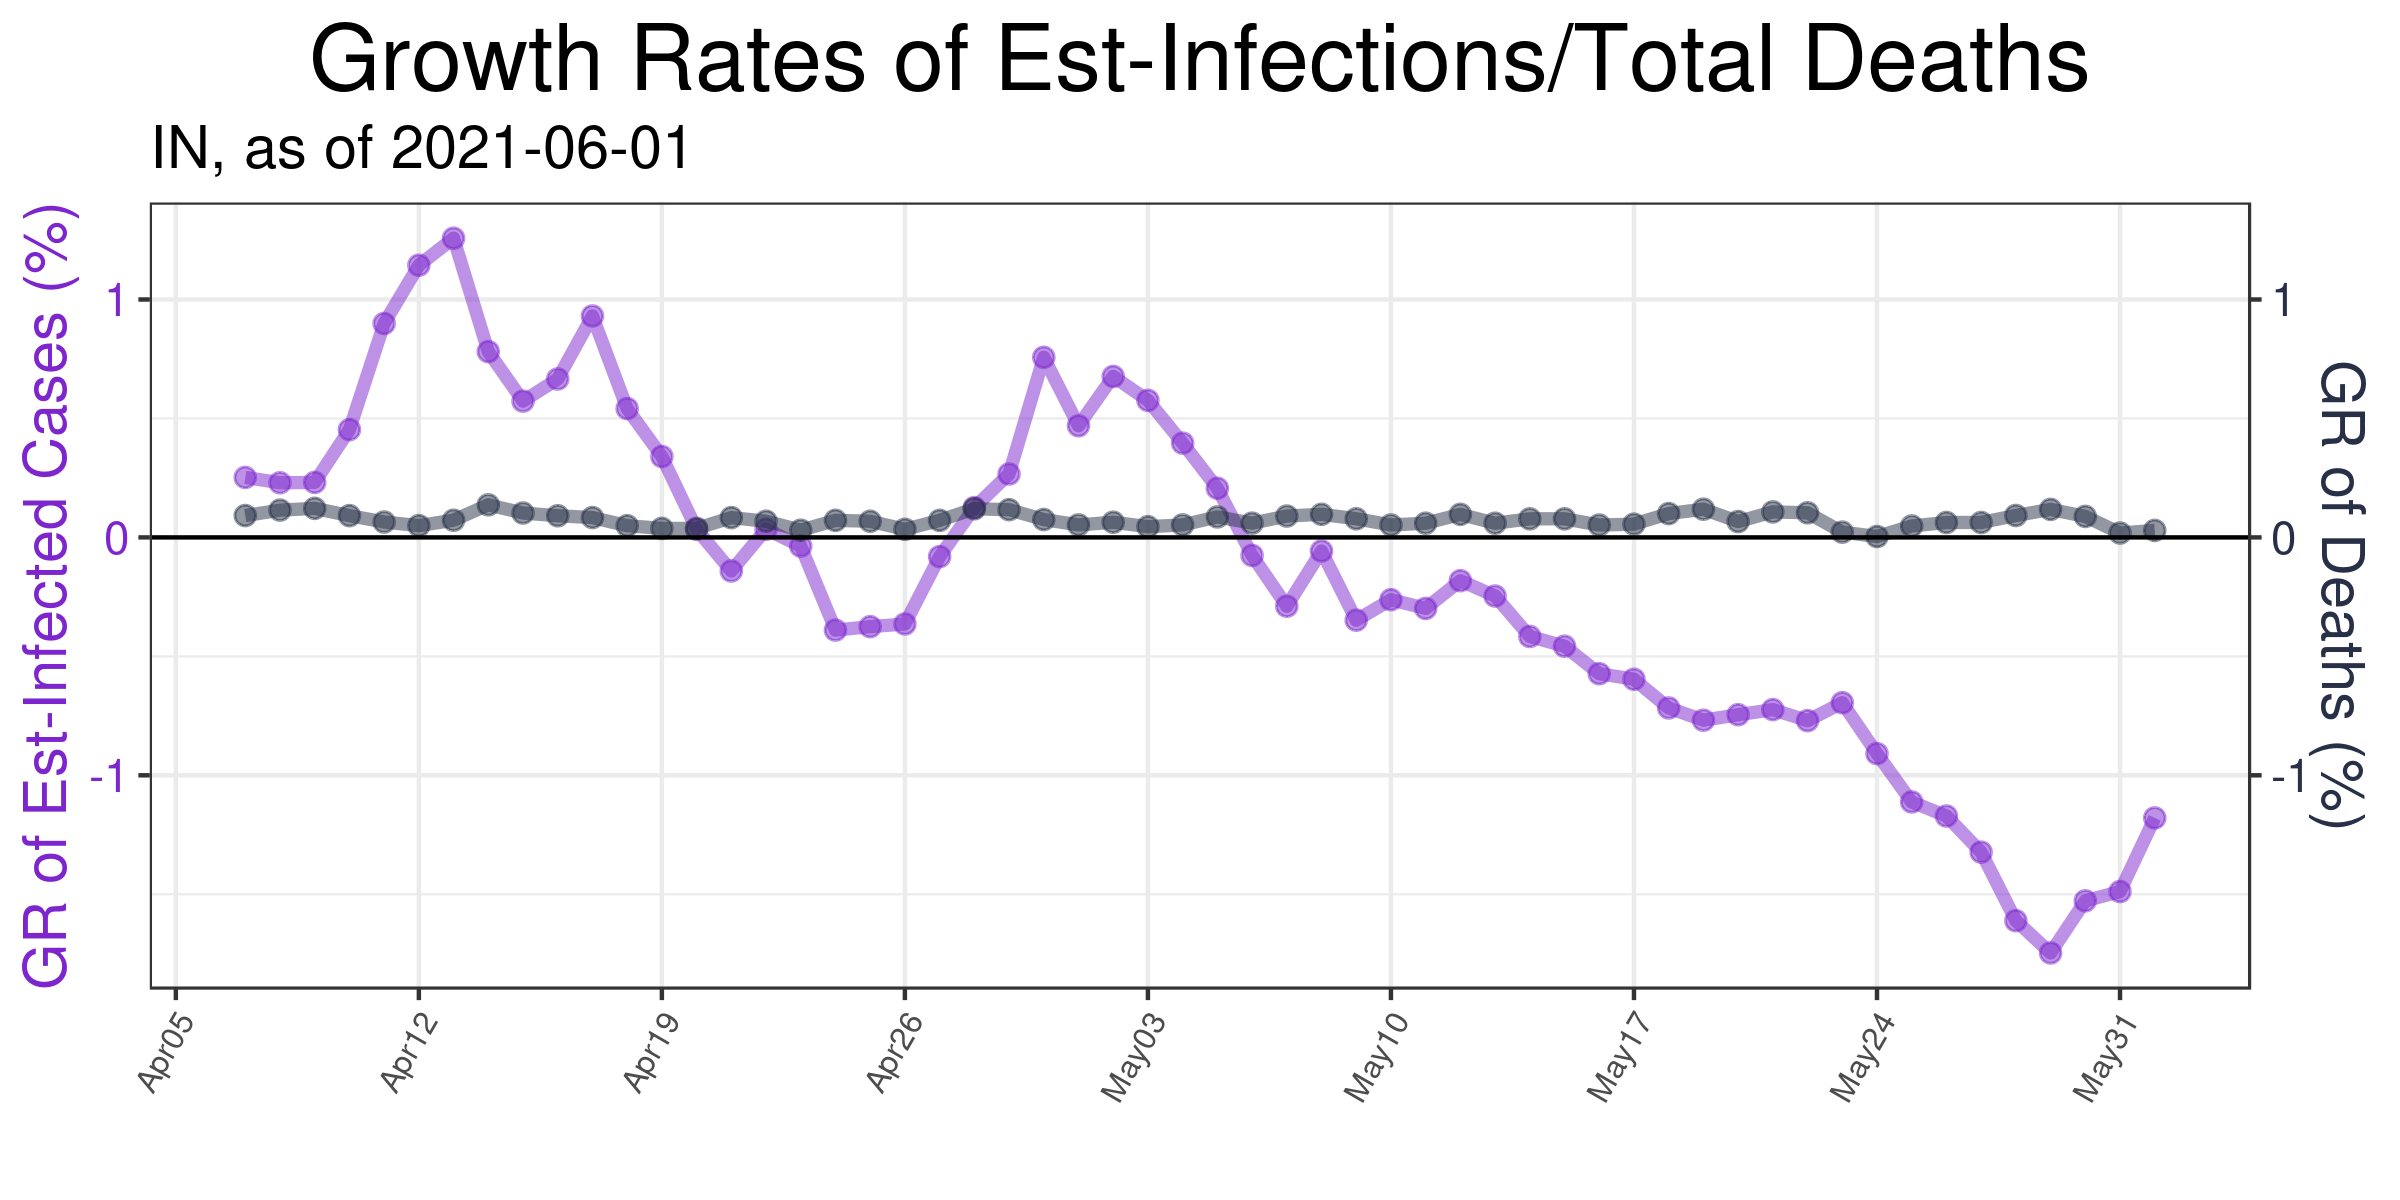 Growth Rates of Est-Infections/Total Deaths
IN, as of 2021-06-01
GR of Est-Infected Cases (%)
1
0
-1
1
0
-1
GR of Deaths (%)
Apr05
Apr12
Apr19
Apr26
May03
May10
May17
May24
May31